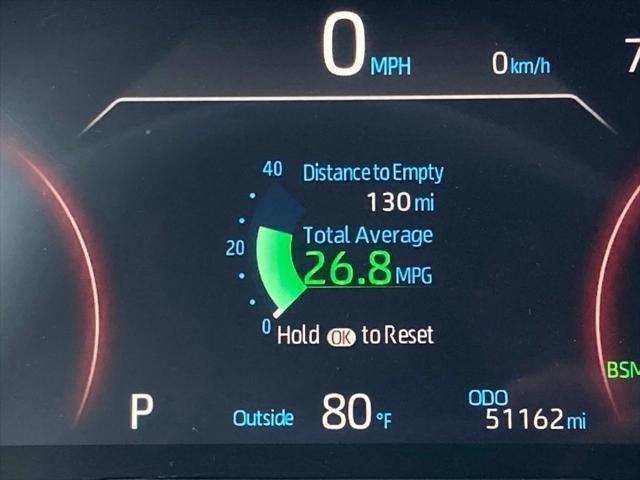 0 MPH 0 km/h 7
40 Distance to Empty
130 mi
Total Average
20 26.8 MPG
0 Hold OK to Reset
BSM
P Outside 80 °F ODO
51162 mi